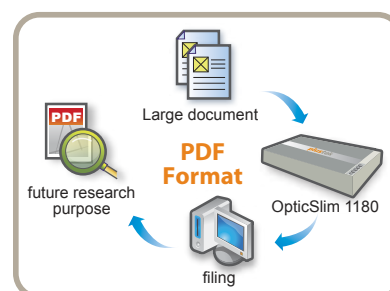 Large document
PDF
PDF
Format
future research
purpose
OpticSlim 1180
filing